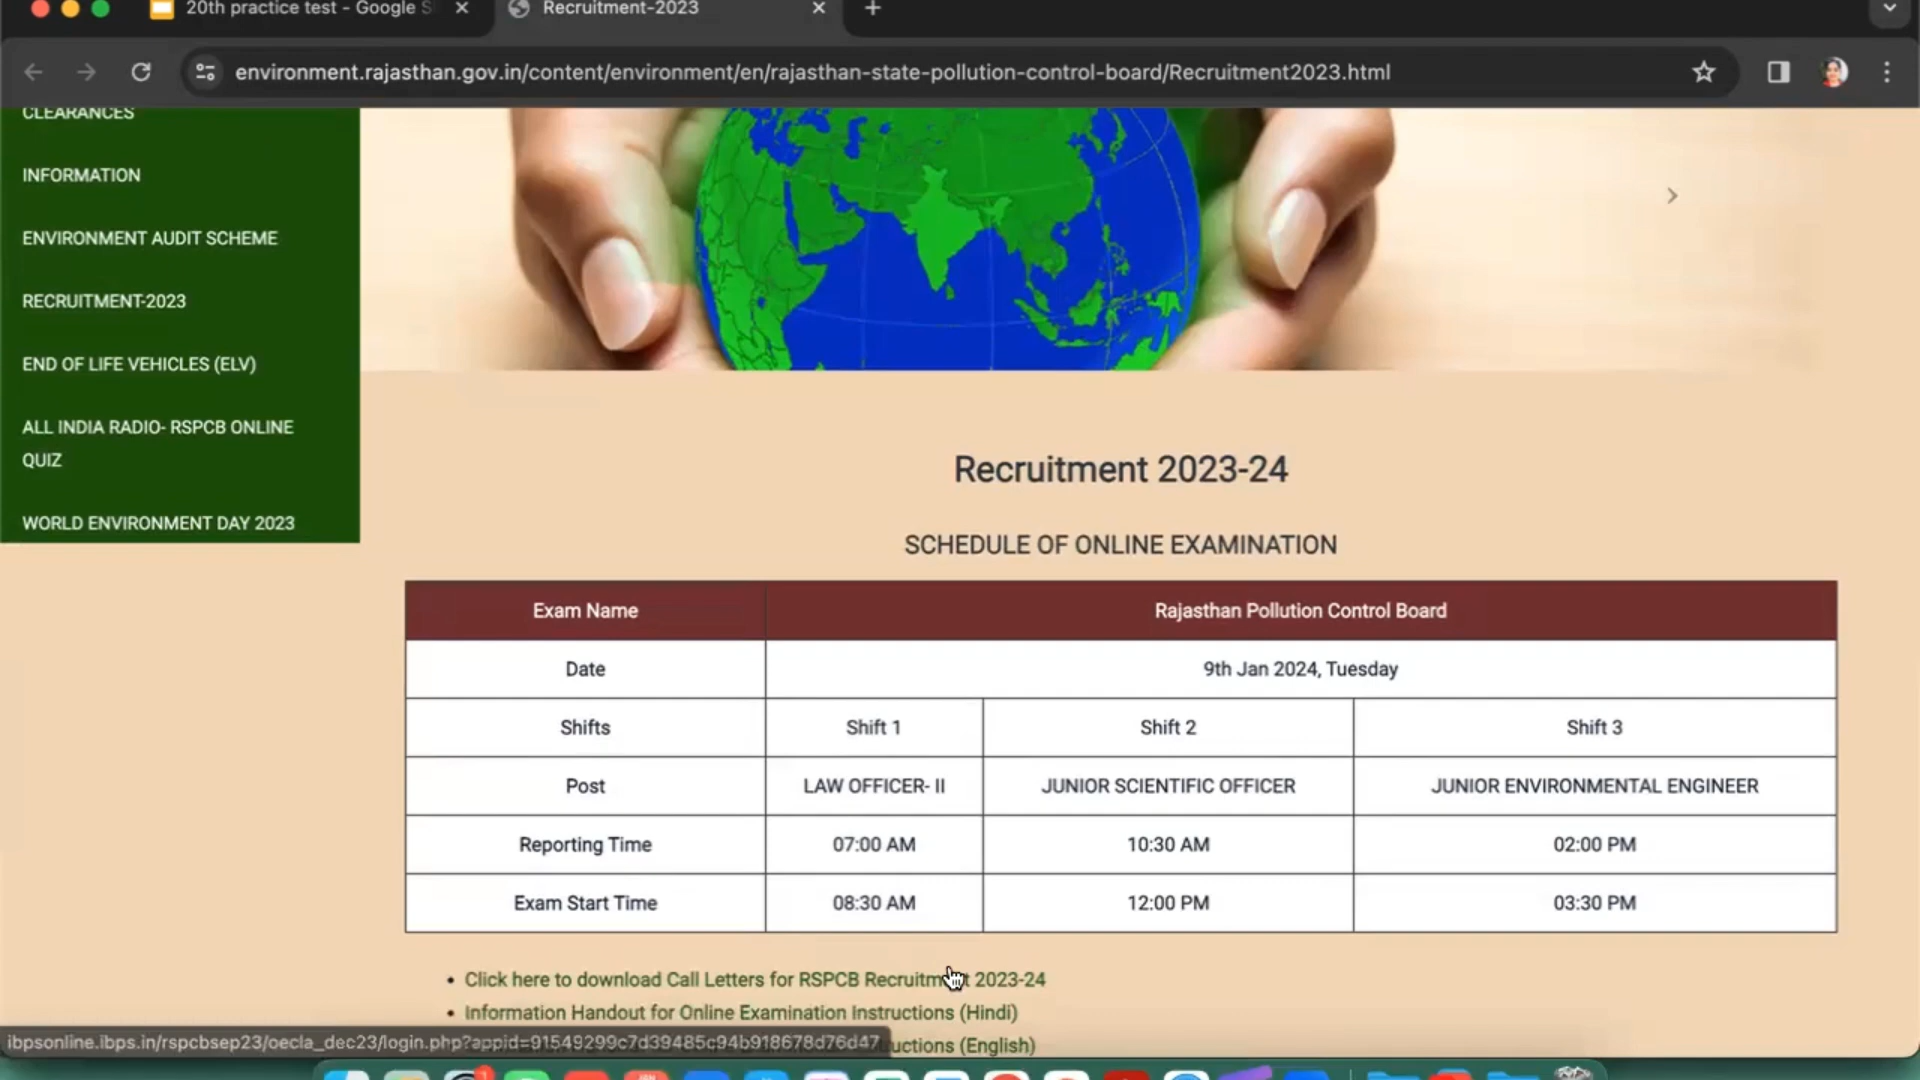 20th practice test - Google S
Recruitment-2023
environment.rajasthan.gov.in/content/environment/en/rajasthan-state-pollution-control-board/Recruitment2023.html
CLEARANCES
INFORMATION
ENVIRONMENT AUDIT SCHEME
RECRUITMENT-2023
END OF LIFE VEHICLES (ELV)
ALL INDIA RADIO- RSPCB ONLINE
QUIZ
WORLD ENVIRONMENT DAY 2023
Recruitment 2023-24
SCHEDULE OF ONLINE EXAMINATION
Exam Name Rajasthan Pollution Control Board
Date 9th Jan 2024, Tuesday
Shifts Shift 1 Shift 2 Shift 3
Post LAW OFFICER- II JUNIOR SCIENTIFIC OFFICER JUNIOR ENVIRONMENTAL ENGINEER
Reporting Time 07:00 AM 10:30 AM 02:00 PM
Exam Start Time 08:30 AM 12:00 PM 03:30 PM
• Click here to download Call Letters for RSPCB Recruitment 2023-24
• Information Handout for Online Examination Instructions (Hindi)
ibpsonline.ibps.in/rspcbsep23/oecla_dec23/login.php?appid=91549299c7d39485c94b918678d76d47 uctions (English)